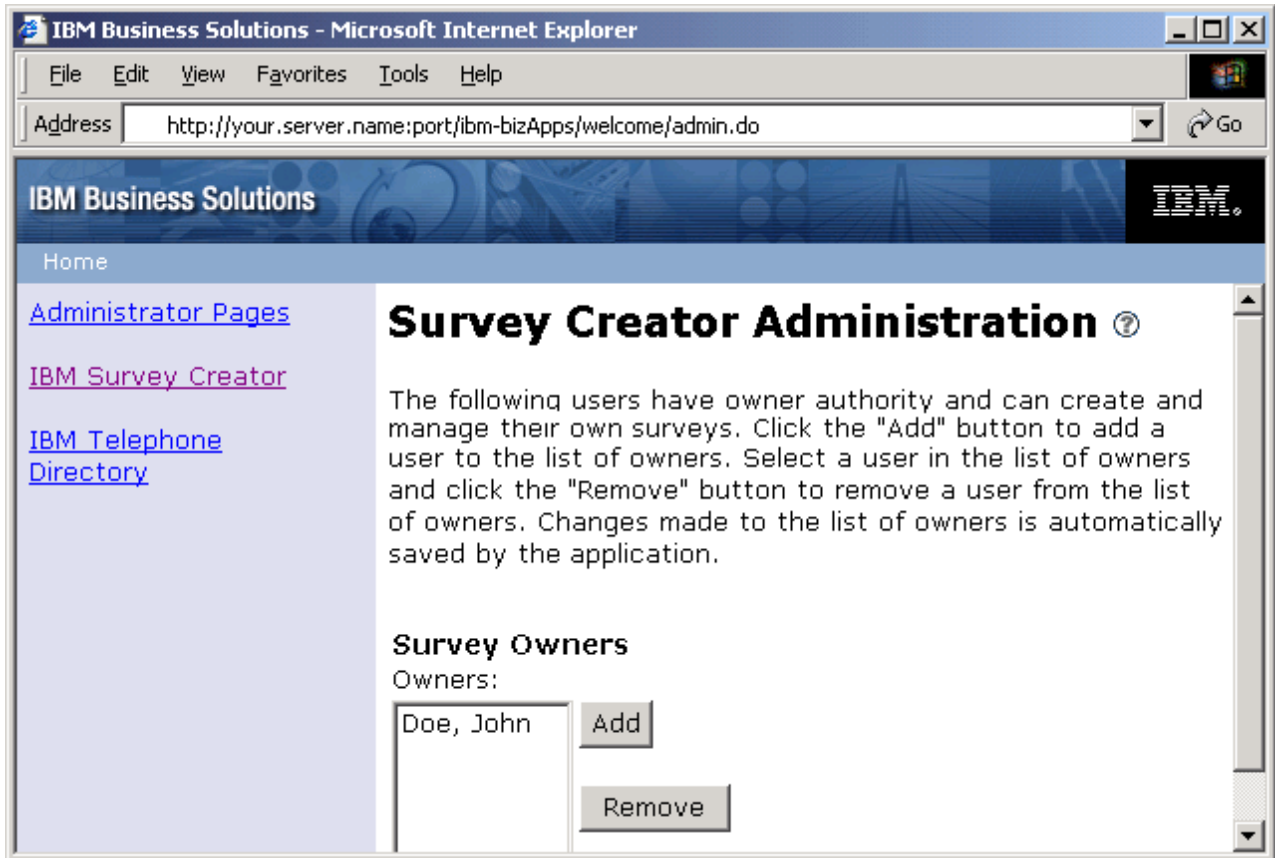 IBM Business Solutions - Microsoft Internet Explorer
File Edit View Favorites Tools Help
Address http://your.server.name:port/ibm-bizApps/welcome/admin.do Go
IBM Business Solutions IBM.
Home
Administrator Pages
IBM Survey Creator
IBM Telephone
Directory
Survey Creator Administration ?
The following users have owner authority and can create and
manage their own surveys. Click the "Add" button to add a
user to the list of owners. Select a user in the list of owners
and click the "Remove" button to remove a user from the list
of owners. Changes made to the list of owners is automatically
saved by the application.
Survey Owners
Owners:
Doe, John Add
Remove